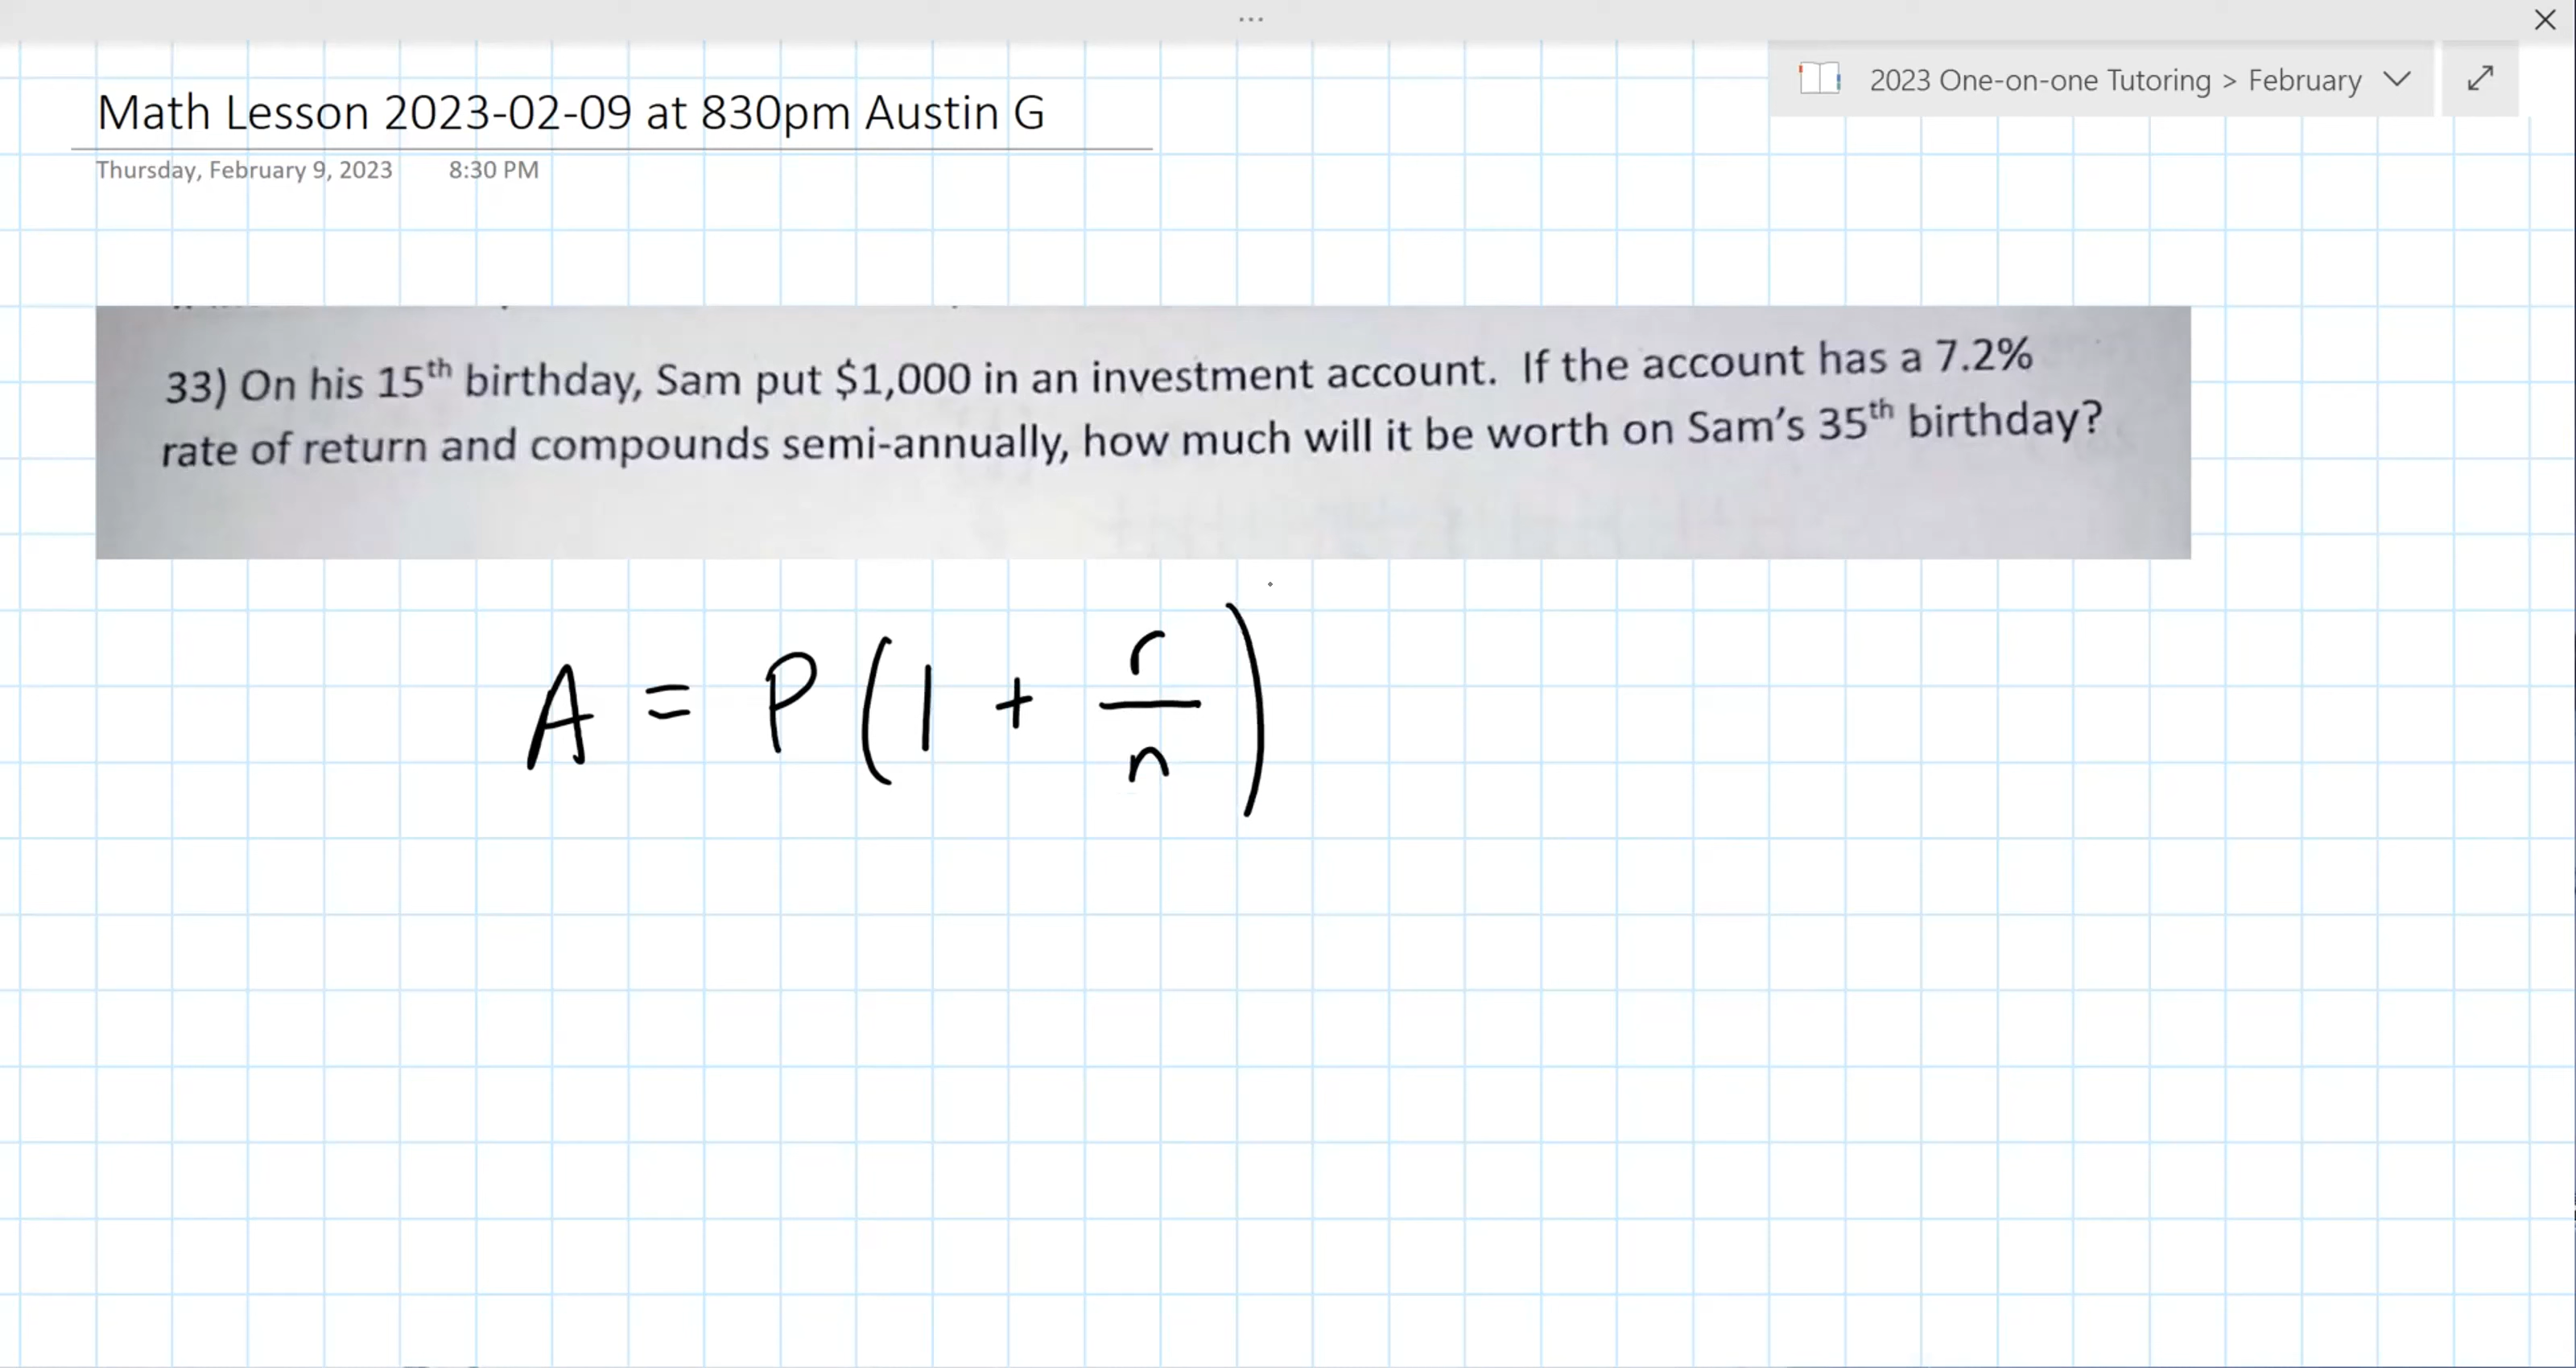 ...
Math Lesson 2023-02-09 at 830pm Austin G
2023 One-on-one Tutoring > February
Thursday, February 9, 2023 8:30 PM
33) On his 15th birthday, Sam put $1,000 in an investment account. If the account has a 7.2%
rate of return and compounds semi-annually, how much will it be worth on Sam's 35th birthday?
A = P(1 + r/n)